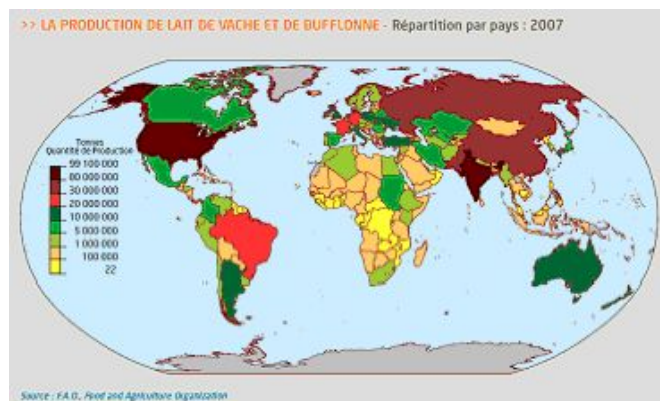 >> LA PRODUCTION DE LAIT DE VACHE ET DE BUFFLONNE - Répartition par pays : 2007
Tonnes
Quantité de Production
99 100 000
80 000 000
30 000 000
20 000 000
10 000 000
5 000 000
1 000 000
100 000
22
Source : F.A.O., Food and Agriculture Organization